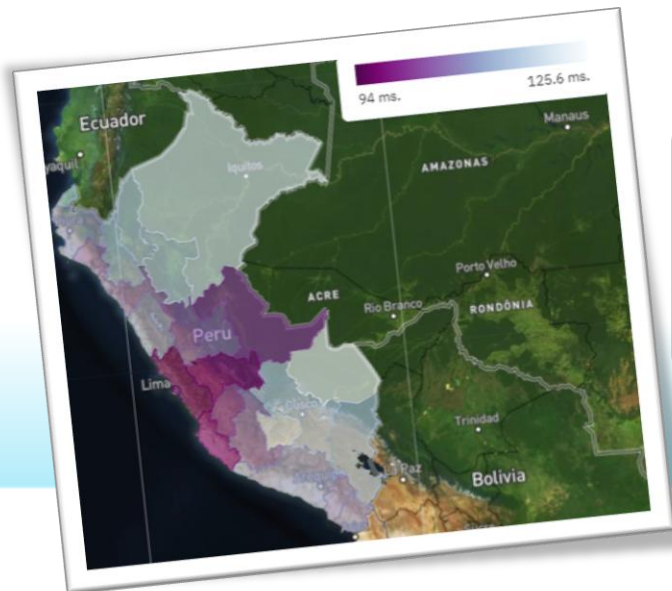 94 ms.
125.6 ms.
Ecuador
Manaus
AMAZONAS
Iquitos
Porto Velho
ACRE
Rio Branco
RONDÔNIA
Peru
Lima
Trinidad
Paz
Bolivia